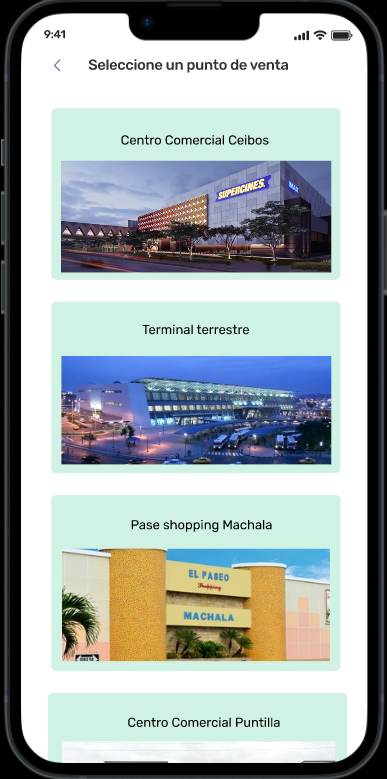 9:41
Seleccione un punto de venta
Centro Comercial Ceibos
SUPERCINES.
Terminal terrestre
Pase shopping Machala
EL PASEO
Shopping
MACHALA
Centro Comercial Puntilla